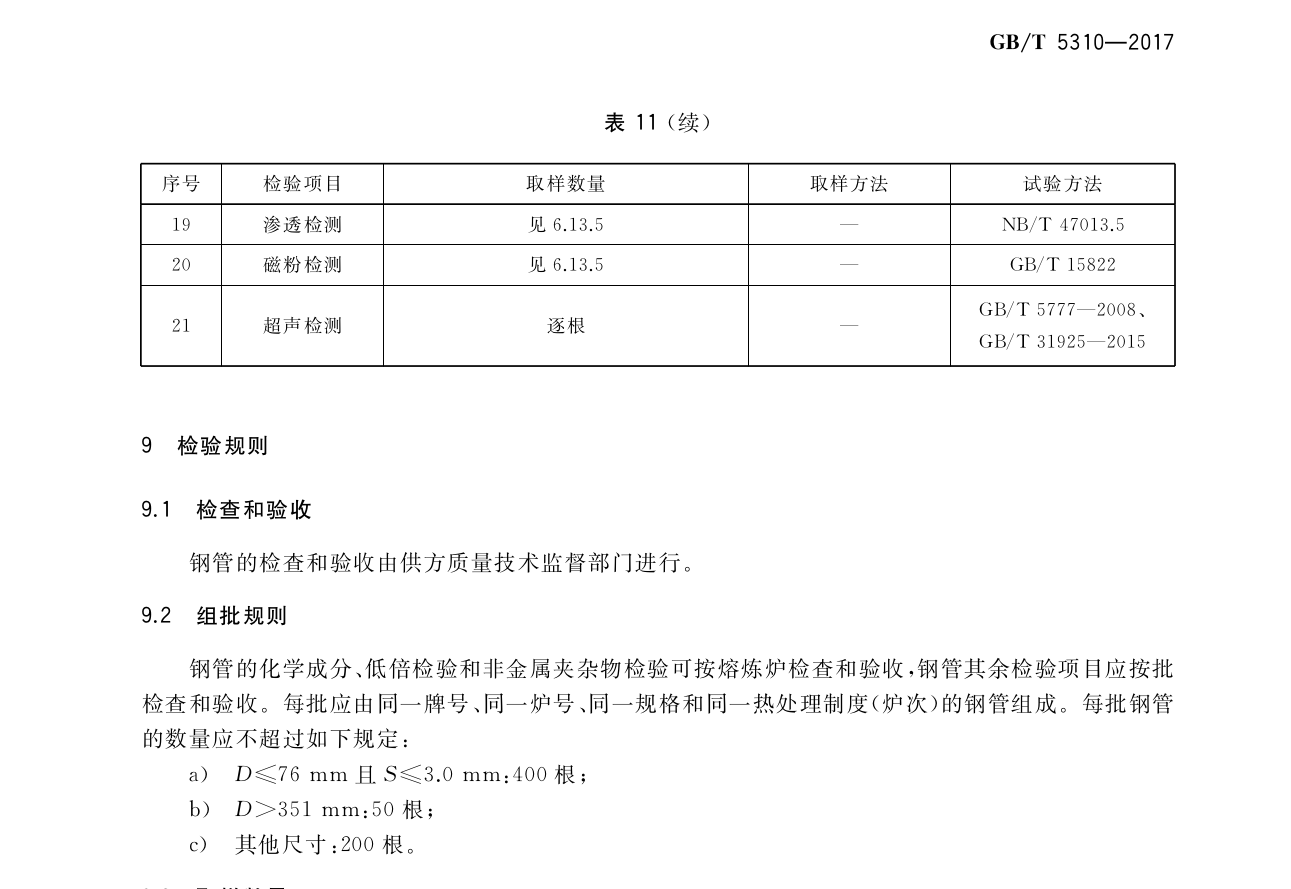 GB/T 5310—2017
表 11(续)
序号 检验项目 取样数量 取样方法 试验方法
19 渗透检测 见 6.13.5 — NB/T 47013.5
20 磁粉检测 见 6.13.5 — GB/T 15822
21 超声检测 逐根 — GB/T 5777—2008、
GB/T 31925—2015
9 检验规则
9.1 检查和验收
钢管的检查和验收由供方质量技术监督部门进行。
9.2 组批规则
钢管的化学成分、低倍检验和非金属夹杂物检验可按熔炼炉检查和验收,钢管其余检验项目应按批
检查和验收。每批应由同一牌号、同一炉号、同一规格和同一热处理制度(炉次)的钢管组成。每批钢管
的数量应不超过如下规定:
a) D≤76 mm 且 S≤3.0 mm:400 根;
b) D>351 mm:50 根;
c) 其他尺寸:200 根。